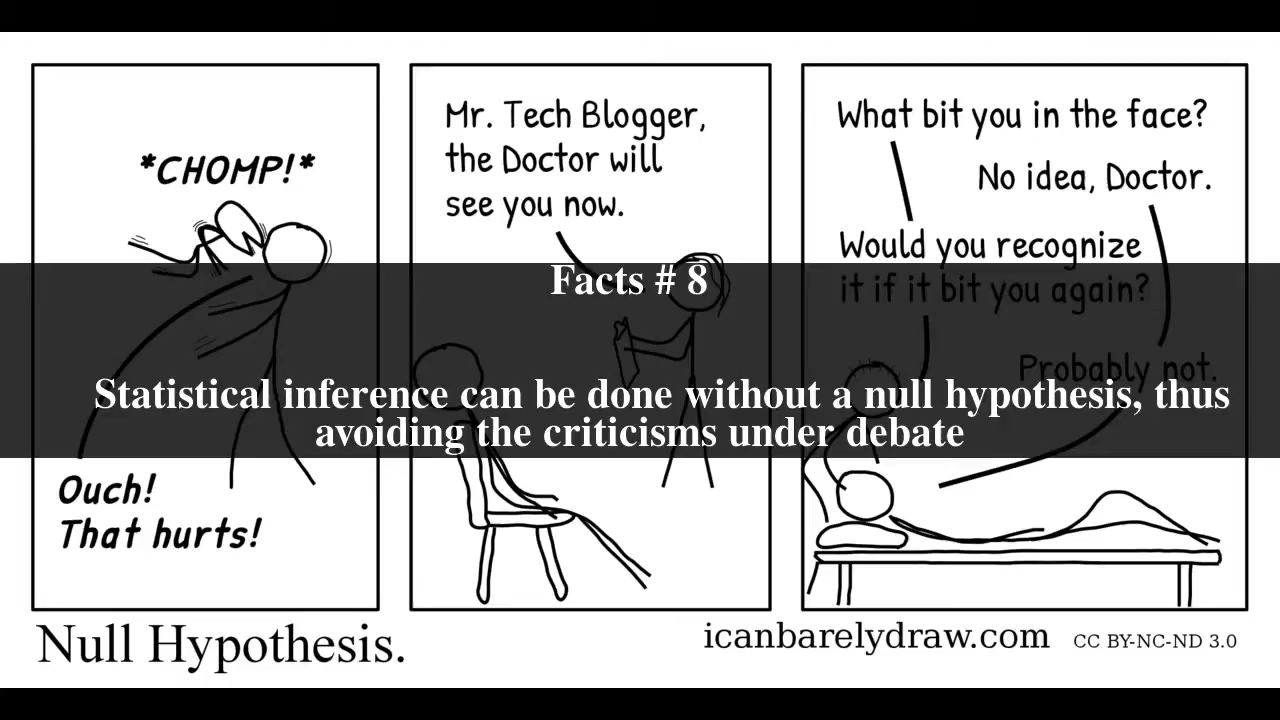 *CHOMP!*
Ouch!
That hurts!
Mr. Tech Blogger,
the Doctor will
see you now.
What bit you in the face?
No idea, Doctor.
Would you recognize
it if it bit you again?
Probably not.
Facts # 8
Statistical inference can be done without a null hypothesis, thus
avoiding the criticisms under debate
Null Hypothesis.
icanbarelydraw.com CC BY-NC-ND 3.0